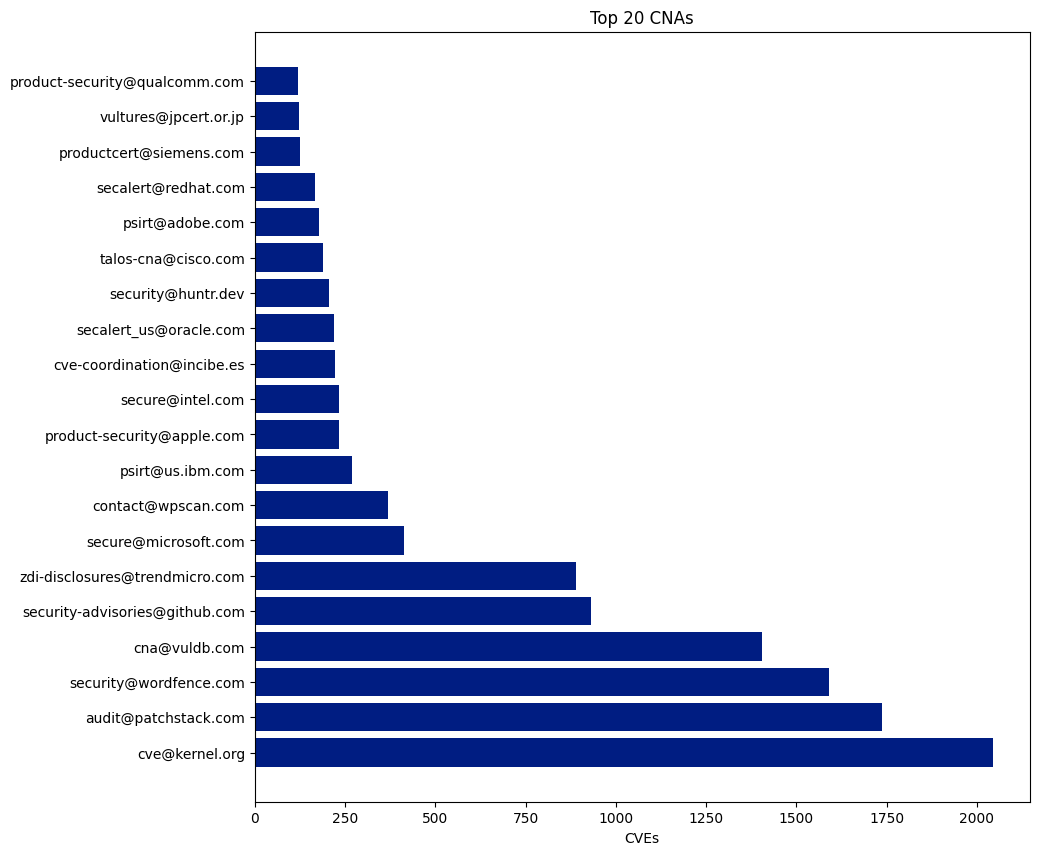 Top 20 CNAs
product-security@qualcomm.com
vultures@jpcert.or.jp
productcert@siemens.com
secalert@redhat.com
psirt@adobe.com
talos-cna@cisco.com
security@huntr.dev
secalert_us@oracle.com
cve-coordination@incibe.es
secure@intel.com
product-security@apple.com
psirt@us.ibm.com
contact@wpscan.com
secure@microsoft.com
zdi-disclosures@trendmicro.com
security-advisories@github.com
cna@vuldb.com
security@wordfence.com
audit@patchstack.com
cve@kernel.org
0 250 500 750 1000 1250 1500 1750 2000
CVEs